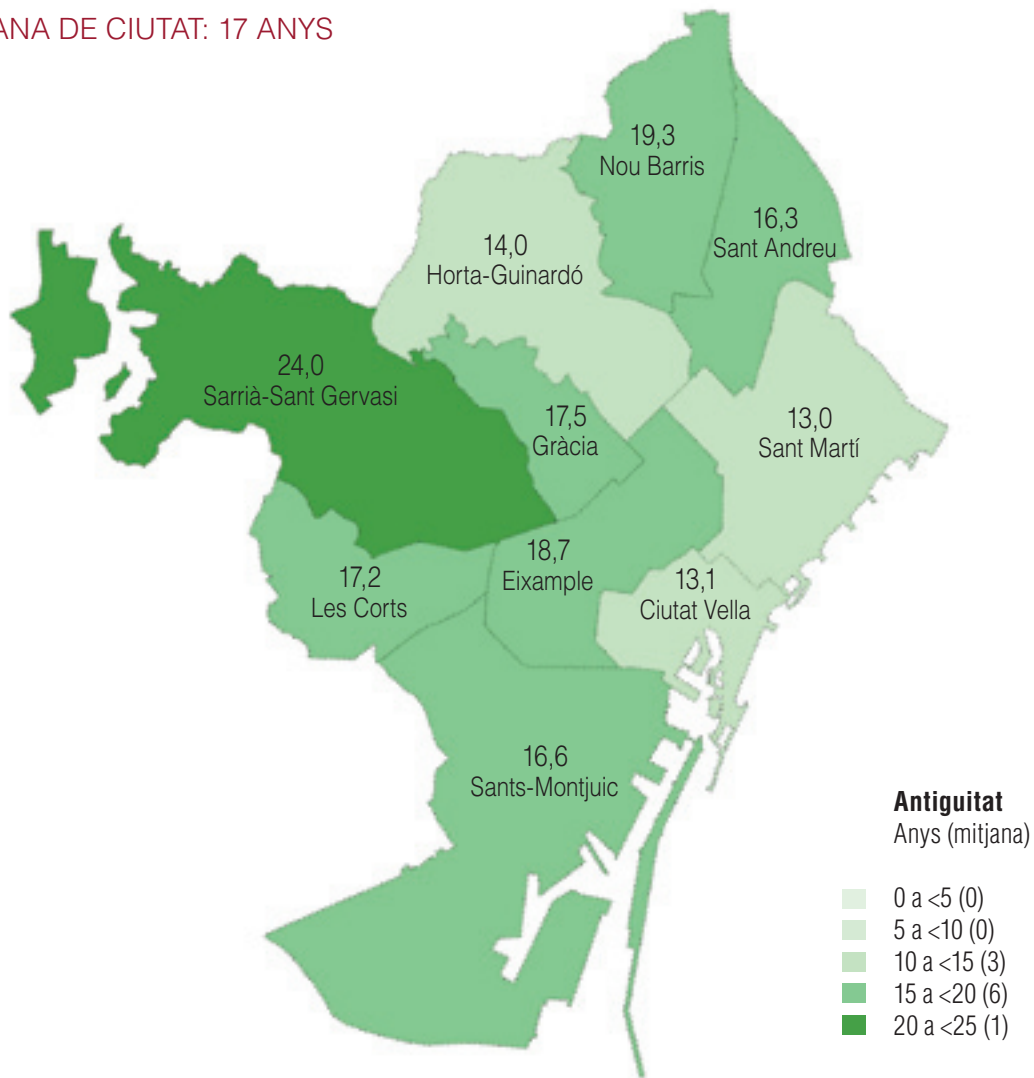 ANA DE CIUTAT: 17 ANYS
19,3
Nou Barris
16,3
Sant Andreu
14,0
Horta-Guinardó
24,0
Sarrià-Sant Gervasi
17,5
Gràcia
13,0
Sant Martí
18,7
Eixample
17,2
Les Corts
13,1
Ciutat Vella
16,6
Sants-Montjuic
Antiguitat
Anys (mitjana)
0 a <5 (0)
5 a <10 (0)
10 a <15 (3)
15 a <20 (6)
20 a <25 (1)